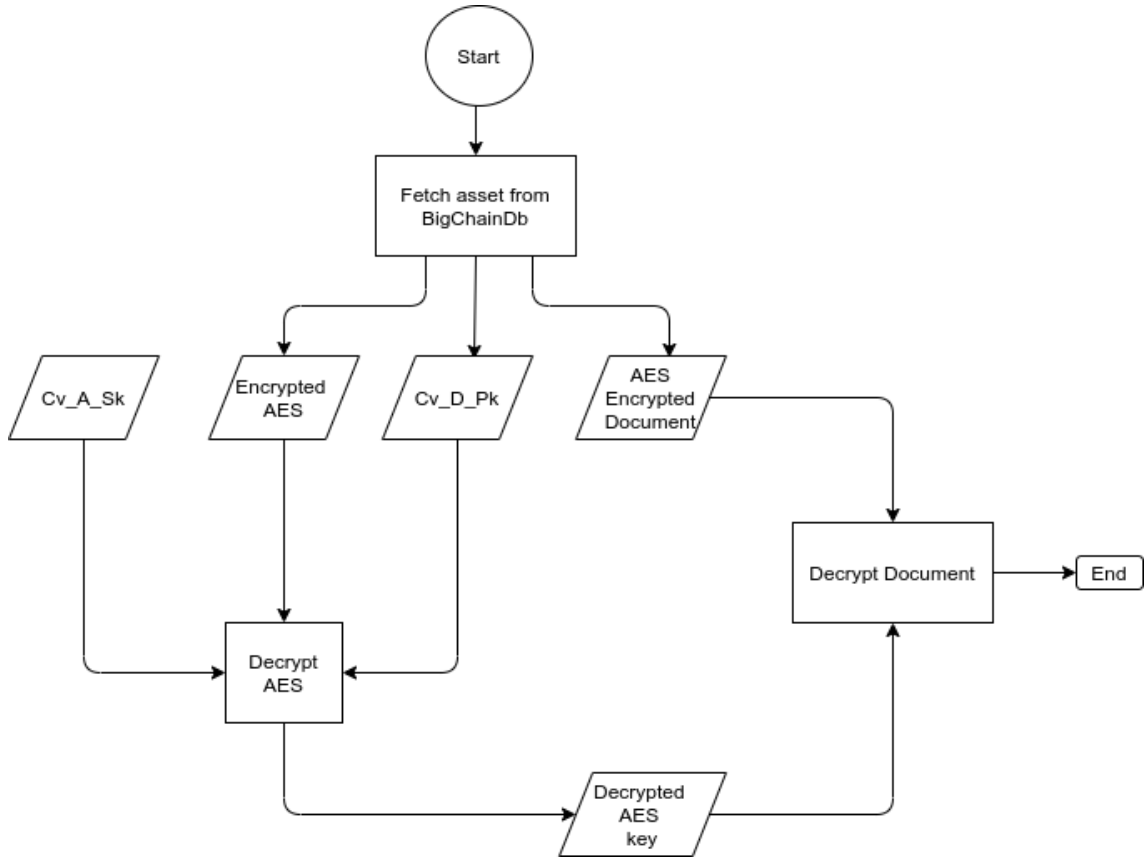 Start
Fetch asset from
BigChainDb
Cv_A_Sk
Encrypted
AES
Cv_D_Pk
AES
Encrypted
Document
Decrypt Document
End
Decrypt
AES
Decrypted
AES
key